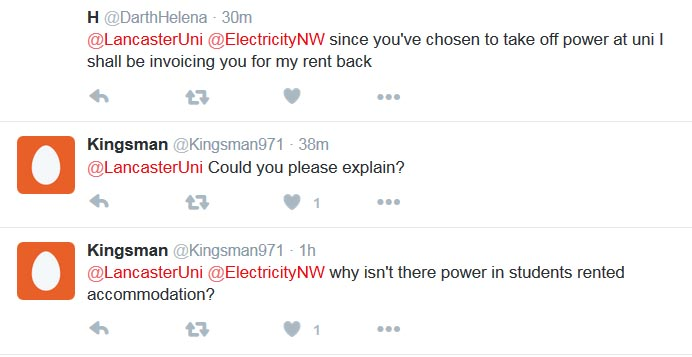 H @DarthHelena · 30m
@LancasterUni @ElectricityNW since you've chosen to take off power at uni I
shall be invoicing you for my rent back
Kingsman @Kingsman971 · 38m
@LancasterUni Could you please explain?
1
Kingsman @Kingsman971 · 1h
@LancasterUni @ElectricityNW why isn't there power in students rented
accommodation?
1